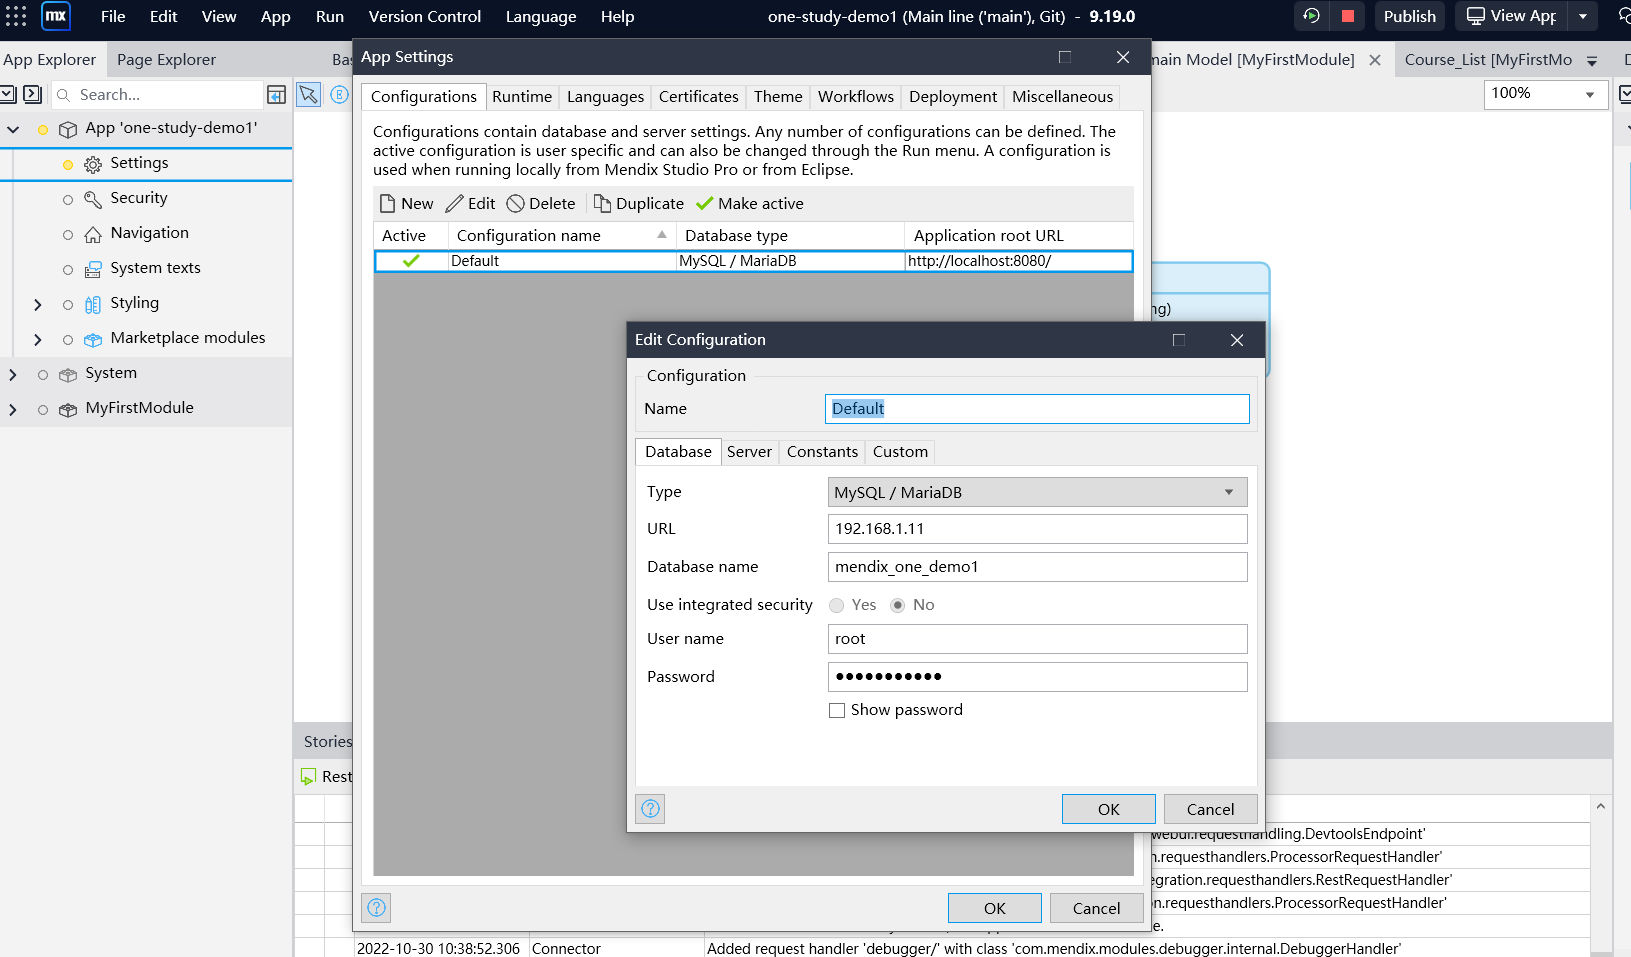 mx File Edit View App Run Version Control Language Help one-study-demo1 (Main line ('main'), Git) - 9.19.0 Publish View App
App Explorer Page Explorer
Search...
App 'one-study-demo1'
Settings
Security
Navigation
System texts
Styling
Marketplace modules
System
MyFirstModule
main Model [MyFirstModule] Course_List [MyFirstMo
100%
App Settings
Configurations Runtime Languages Certificates Theme Workflows Deployment Miscellaneous
Configurations contain database and server settings. Any number of configurations can be defined. The
active configuration is user specific and can also be changed through the Run menu. A configuration is
used when running locally from Mendix Studio Pro or from Eclipse.
New Edit Delete Duplicate Make active
Active Configuration name Database type Application root URL
Default MySQL / MariaDB http://localhost:8080/
ng)
Edit Configuration
Configuration
Name Default
Database Server Constants Custom
Type MySQL / MariaDB
URL 192.168.1.11
Database name mendix_one_demo1
Use integrated security Yes No
User name root
Password ●●●●●●●●●●●
Show password
OK Cancel
OK Cancel
Stories
Rest
webui.requesthandling.DevtoolsEndpoint'
n.requesthandlers.ProcessorRequestHandler'
egration.requesthandlers.RestRequestHandler'
on.requesthandlers.ProcessorRequestHandler'
e.
2022-10-30 10:38:52.306 Connector Added request handler 'debugger/' with class 'com.mendix.modules.debugger.internal.DebuggerHandler'